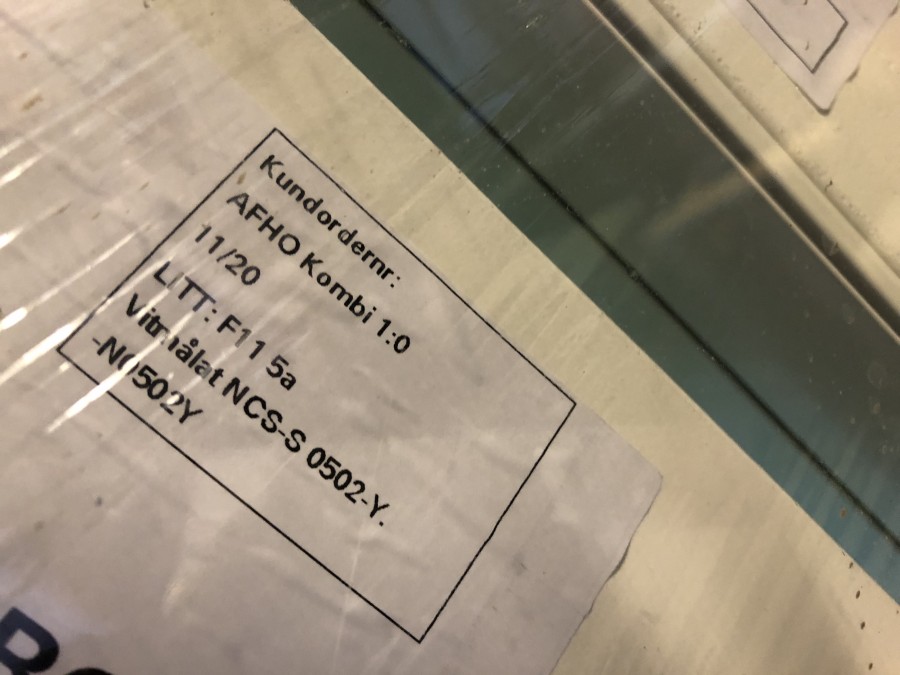 Kundordernr:
AFHO Kombi 1:0
11/20
LITT: F11 5a
Vitmålat NCS-S 0502-Y.
-N0502Y